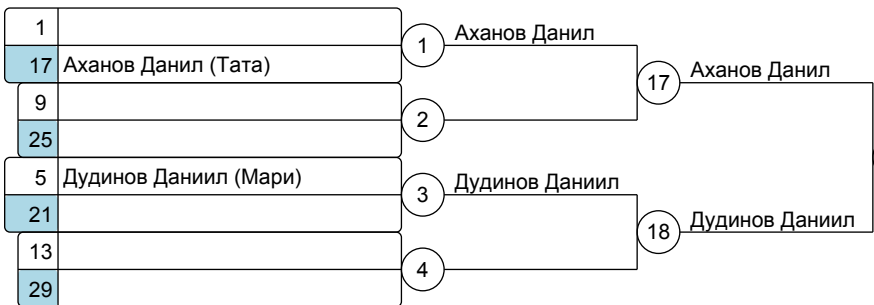 1
17 Аханов Данил (Тата)
9
25
5 Дудинов Даниил (Мари)
21
13
29
1 Аханов Данил
2
3 Дудинов Даниил
4
17 Аханов Данил
18 Дудинов Даниил